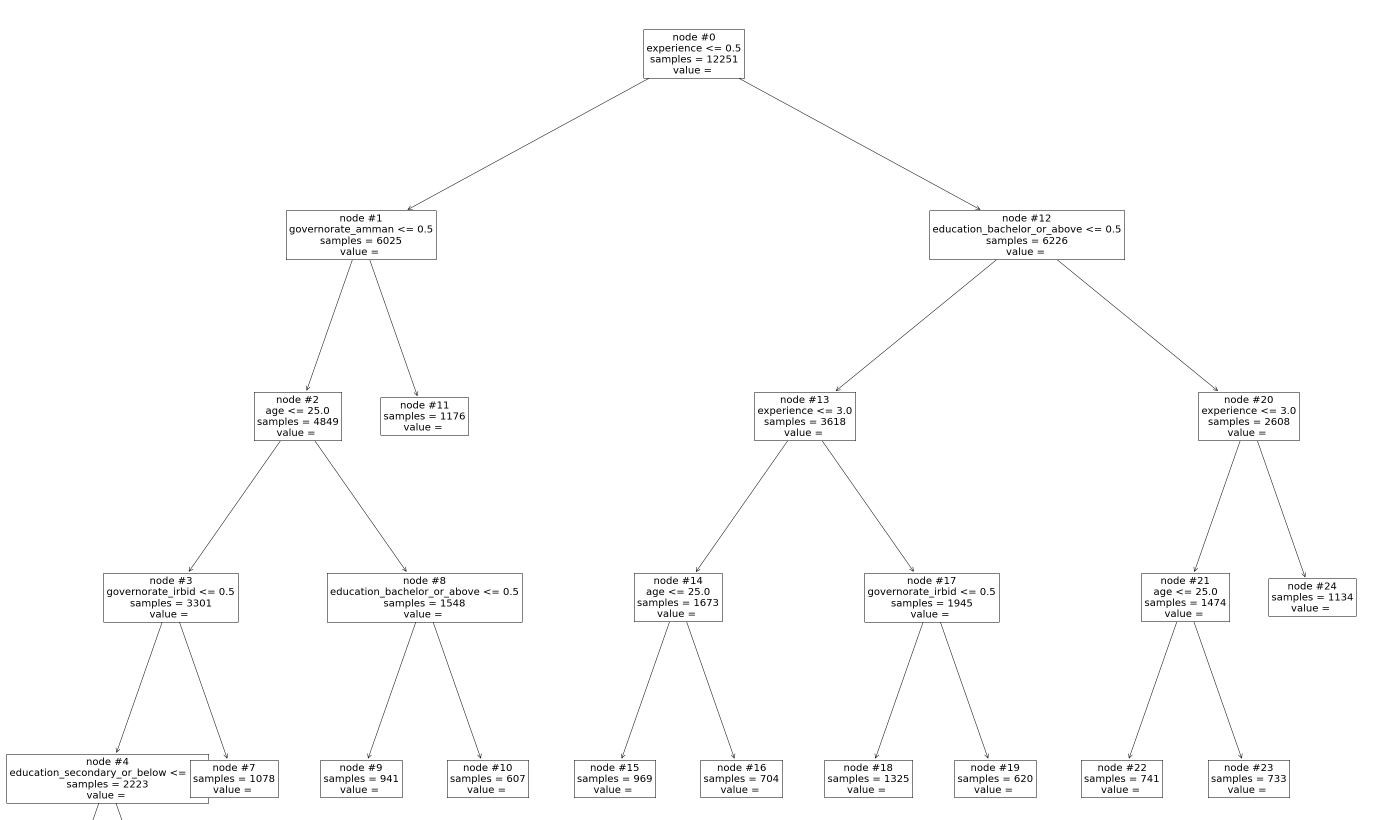 node #0
experience <= 0.5
samples = 12251
value =
node #1
governorate_amman <= 0.5
samples = 6025
value =
node #12
education_bachelor_or_above <= 0.5
samples = 6226
value =
node #2
age <= 25.0
samples = 4849
value =
node #11
samples = 1176
value =
node #13
experience <= 3.0
samples = 3618
value =
node #20
experience <= 3.0
samples = 2608
value =
node #3
governorate_irbid <= 0.5
samples = 3301
value =
node #8
education_bachelor_or_above <= 0.5
samples = 1548
value =
node #14
age <= 25.0
samples = 1673
value =
node #17
governorate_irbid <= 0.5
samples = 1945
value =
node #21
age <= 25.0
samples = 1474
value =
node #24
samples = 1134
value =
node #4
education_secondary_or_below <=
samples = 2223
value =
node #7
samples = 1078
value =
node #9
samples = 941
value =
node #10
samples = 607
value =
node #15
samples = 969
value =
node #16
samples = 704
value =
node #18
samples = 1325
value =
node #19
samples = 620
value =
node #22
samples = 741
value =
node #23
samples = 733
value =